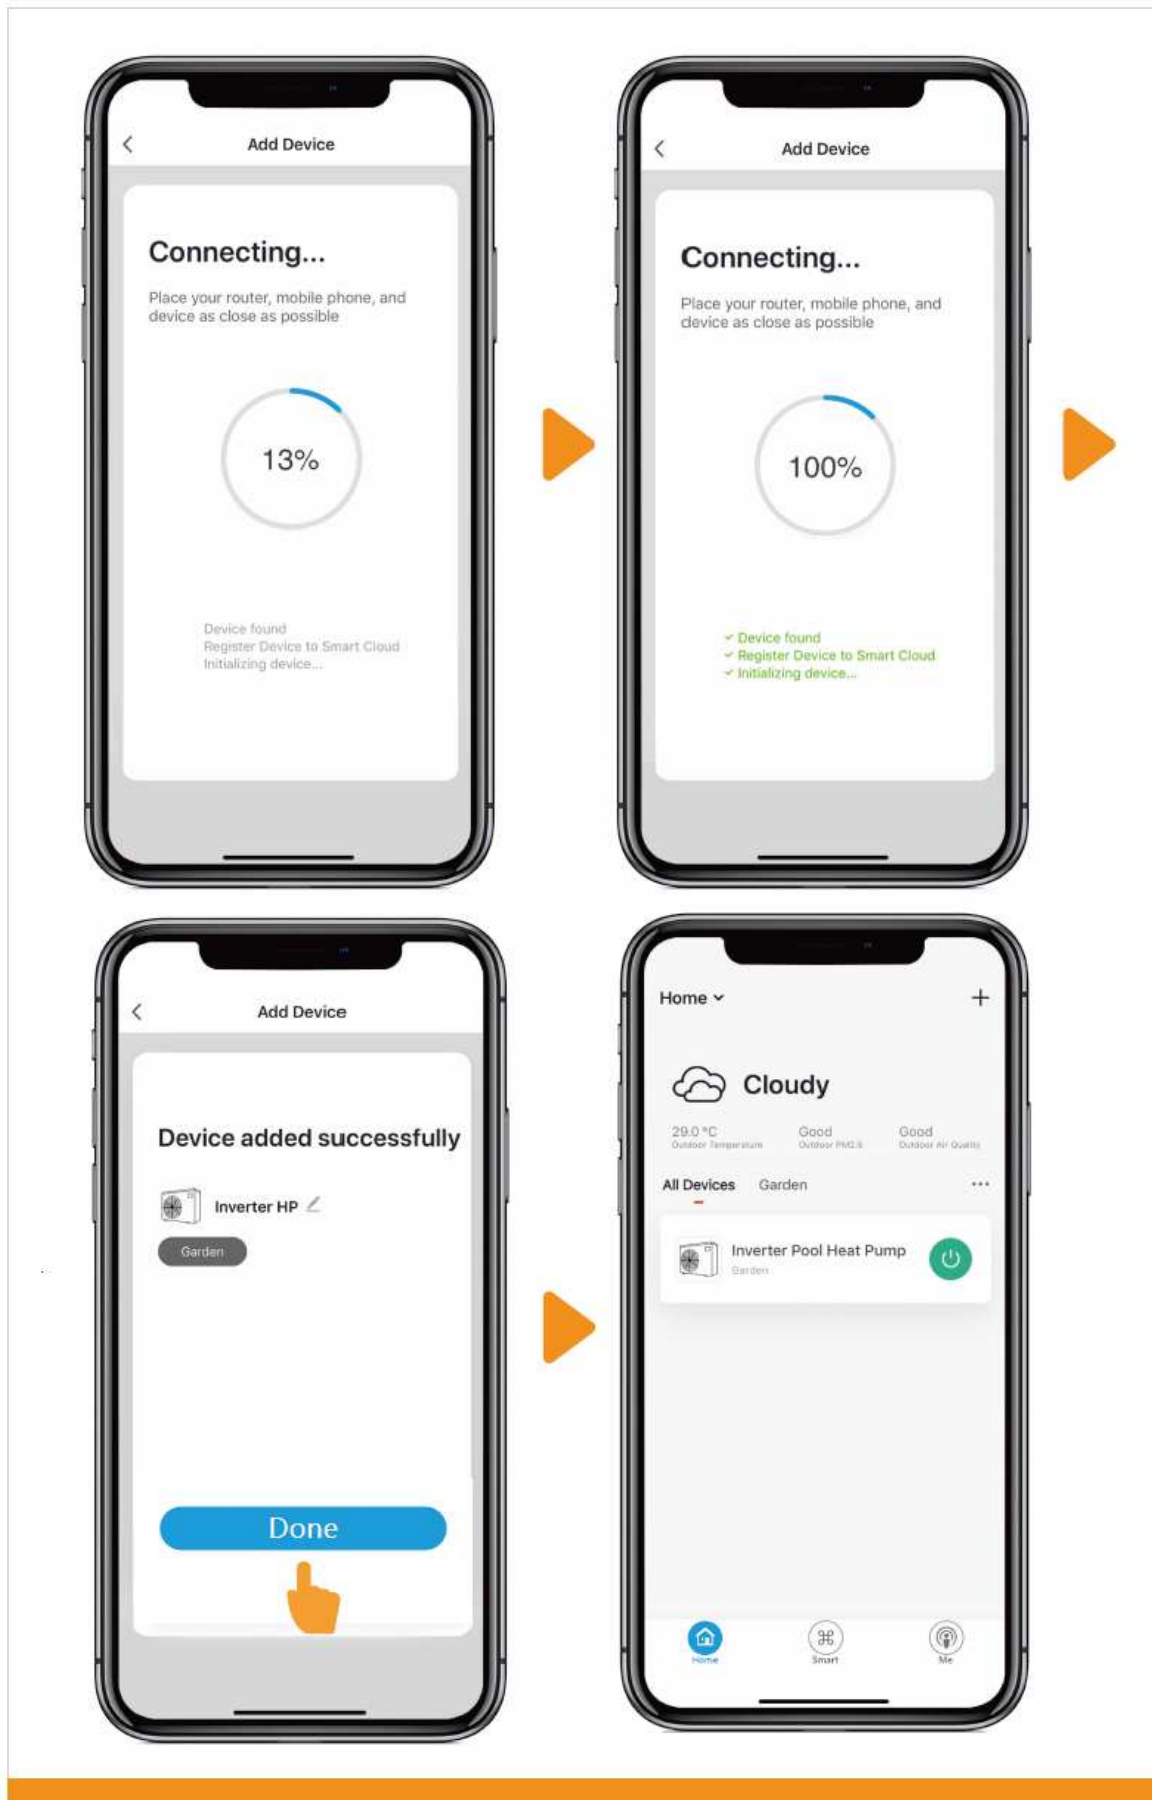 Add Device
Connecting...
Place your router, mobile phone, and
device as close as possible
13%
Device found
Register Device to Smart Cloud
Initializing device...
Add Device
Connecting...
Place your router, mobile phone, and
device as close as possible
100%
Device found
Register Device to Smart Cloud
Initializing device...
Add Device
Device added successfully
Inverter HP
Garden
Done
Home
Cloudy
29.0 °C Good Good
Outdoor Temperature Outdoor PM2.5 Outdoor Air Quality
All Devices Garden
Inverter Pool Heat Pump
Garden
Home Smart Me